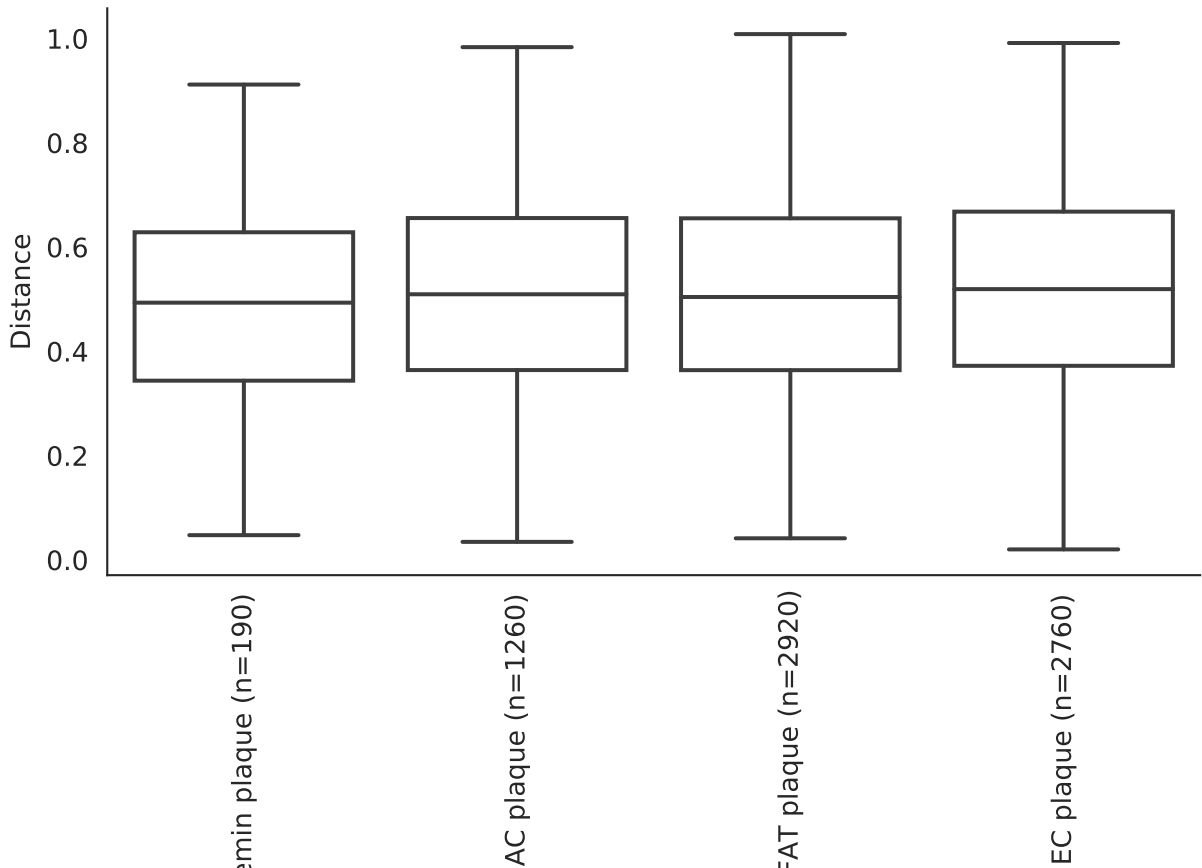 1.0
0.8
0.6
0.4
0.2
0.0
Distance
emin plaque (n=190)
AC plaque (n=1260)
FAT plaque (n=2920)
EC plaque (n=2760)